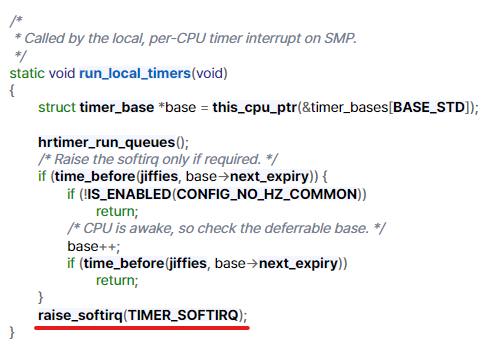 /*
 * Called by the local, per-CPU timer interrupt on SMP.
 */
static void run_local_timers(void)
{
struct timer_base *base = this_cpu_ptr(&timer_bases[BASE_STD]);
hrtimer_run_queues();
/* Raise the softirq only if required. */
if (time_before(jiffies, base->next_expiry)) {
if (!IS_ENABLED(CONFIG_NO_HZ_COMMON))
return;
/* CPU is awake, so check the deferrable base. */
base++;
if (time_before(jiffies, base->next_expiry))
return;
}
raise_softirq(TIMER_SOFTIRQ);
}